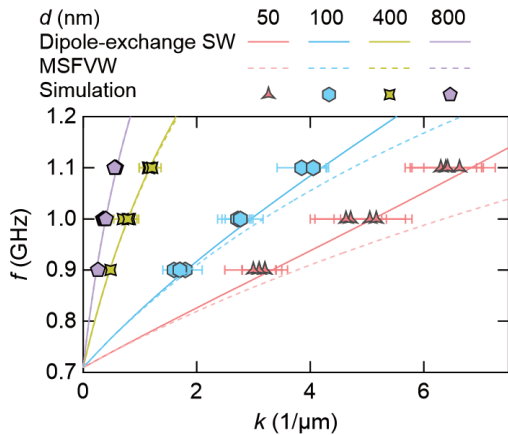 d (nm) 50 100 400 800
Dipole-exchange SW
MSFVW
Simulation
1.2
1.1
1.0
0.9
0.8
0.7
f (GHz)
0 2 4 6
k (1/μm)